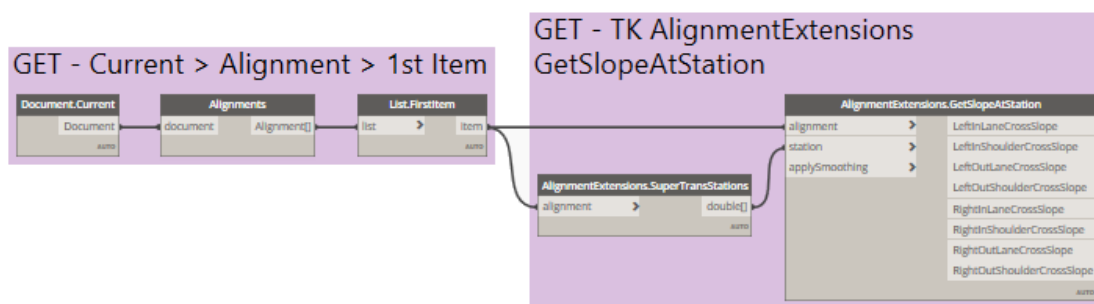 GET - Current > Alignment > 1st Item
Document.Current
Document
AUTO
Alignments
document Alignment[]
AUTO
List.FirstItem
list > item
AUTO
GET - TK AlignmentExtensions
GetSlopeAtStation
AlignmentExtensions.SuperTransStations
alignment > double[]
AUTO
AlignmentExtensions.GetSlopeAtStation
alignment > LeftInLaneCrossSlope
station > LeftInShoulderCrossSlope
applySmoothing > LeftOutLaneCrossSlope
LeftOutShoulderCrossSlope
RightInLaneCrossSlope
RightInShoulderCrossSlope
RightOutLaneCrossSlope
RightOutShoulderCrossSlope
AUTO